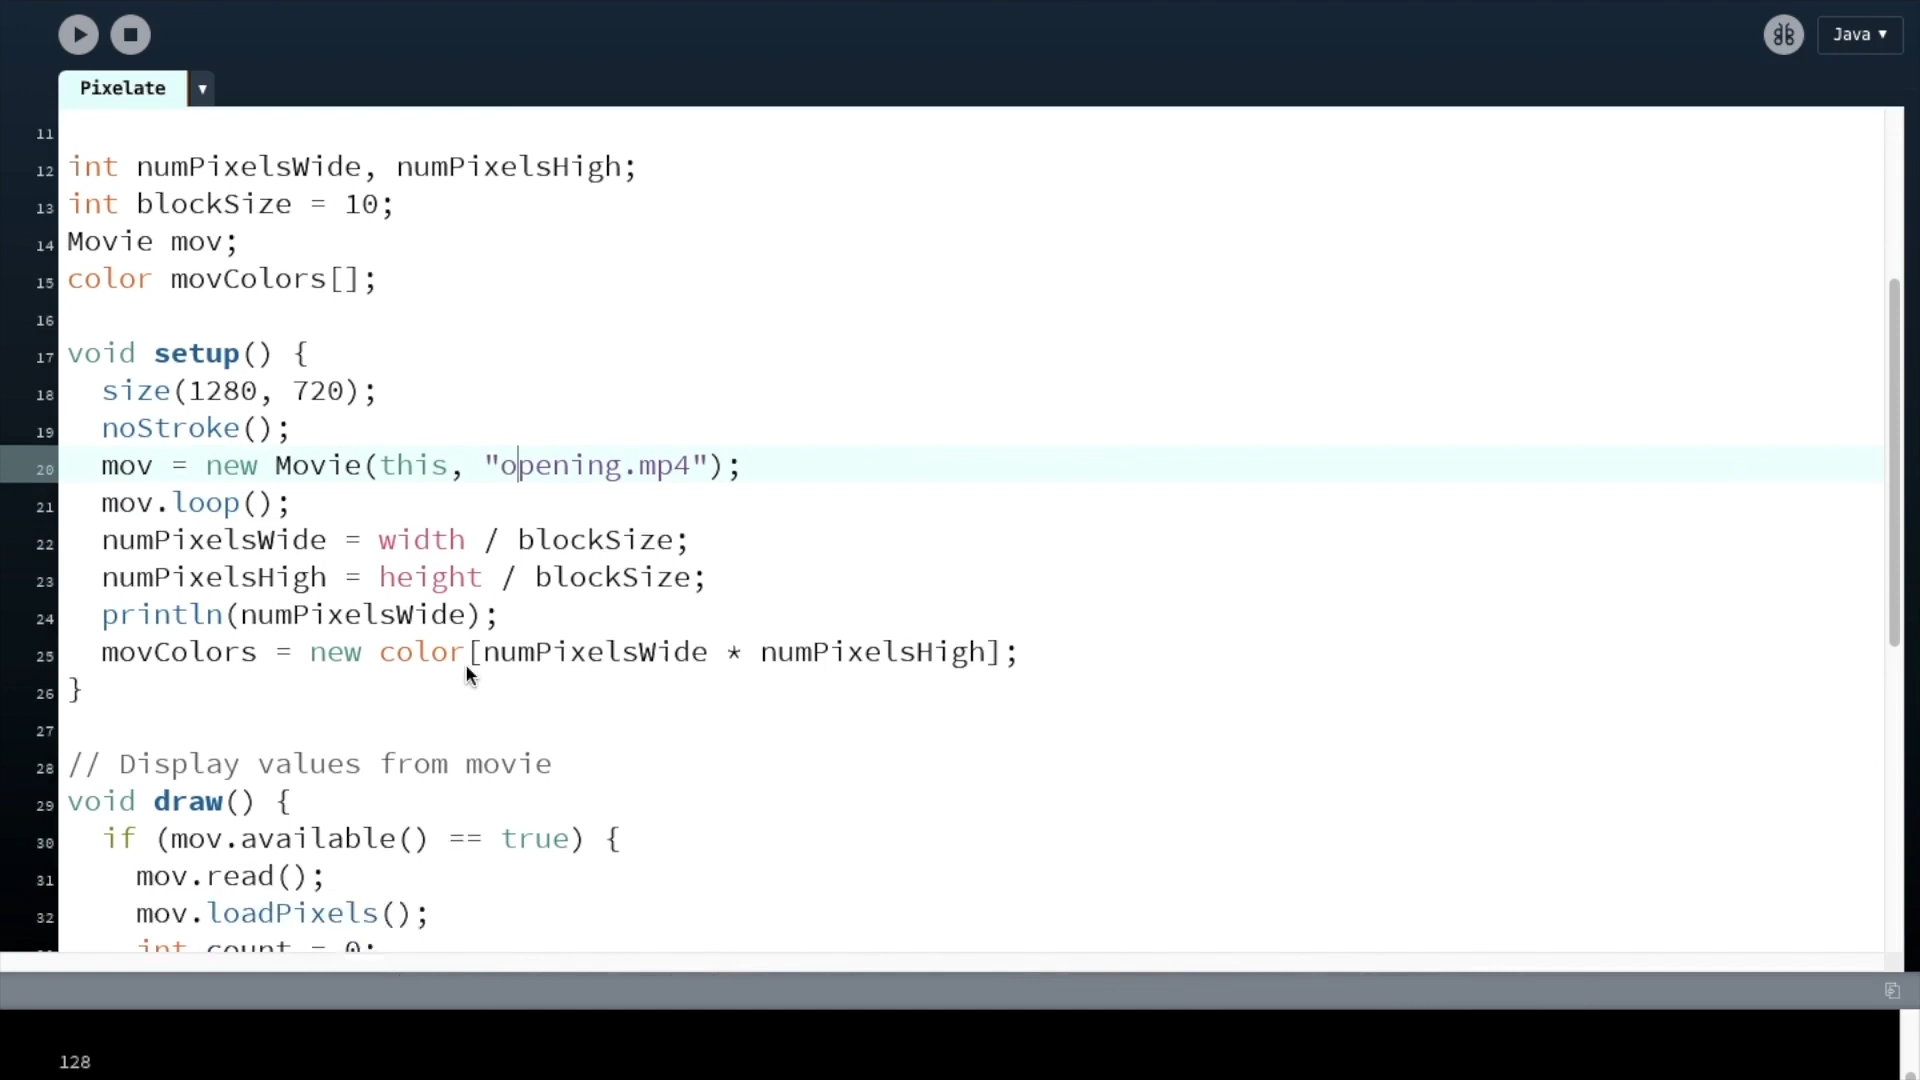 Java ▼
Pixelate ▼
11
12 int numPixelsWide, numPixelsHigh;
13 int blockSize = 10;
14 Movie mov;
15 color movColors[];
16
17 void setup() {
18   size(1280, 720);
19   noStroke();
20   mov = new Movie(this, "opening.mp4");
21   mov.loop();
22   numPixelsWide = width / blockSize;
23   numPixelsHigh = height / blockSize;
24   println(numPixelsWide);
25   movColors = new color[numPixelsWide * numPixelsHigh];
26 }
27
28 // Display values from movie
29 void draw() {
30   if (mov.available() == true) {
31     mov.read();
32     mov.loadPixels();
int count = 0;
128